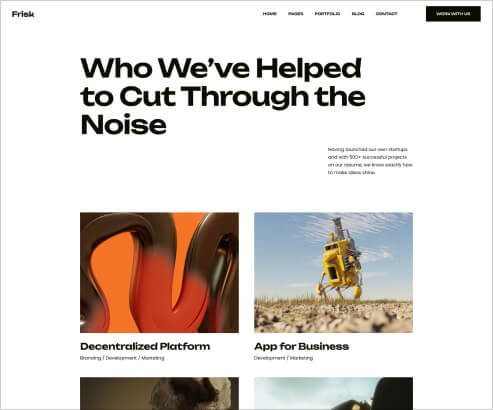 Frisk
HOME PAGES PORTFOLIO BLOG CONTACT WORK WITH US
Who We’ve Helped
to Cut Through the
Noise
Having launched our own startups
and with 500+ successful projects
on our resume, we know exactly how
to make ideas shine.
Decentralized Platform
Branding / Development / Marketing
App for Business
Development / Marketing